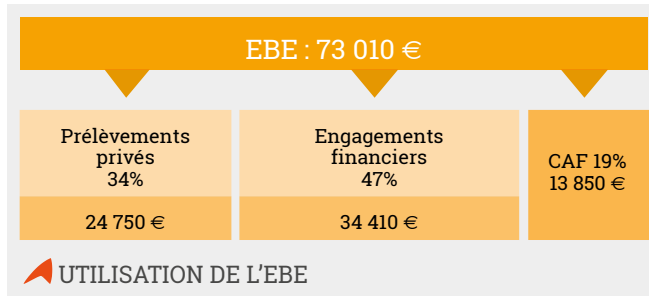 EBE : 73 010 €
Prélèvements
privés
34%
24 750 €
Engagements
financiers
47%
34 410 €
CAF 19%
13 850 €
UTILISATION DE L’EBE